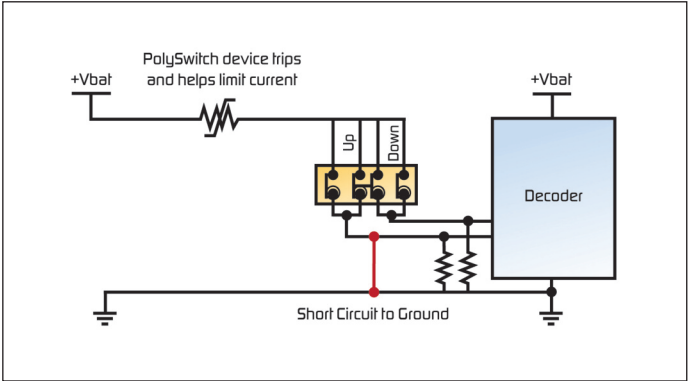 PolySwitch device trips
and helps limit current
+Vbat
+Vbat
Up
Down
Decoder
Short Circuit to Ground